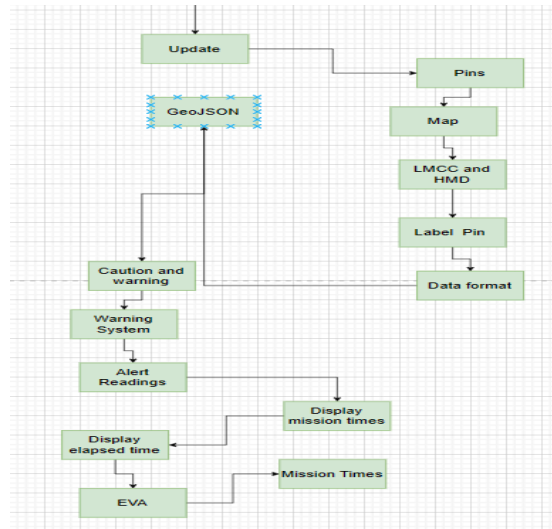 Update
Pins
GeoJSON
Map
LMCC and
HMD
Label Pin
Caution and
warning
Data format
Warning
System
Alert
Readings
Display
mission times
Display
elapsed time
Mission Times
EVA